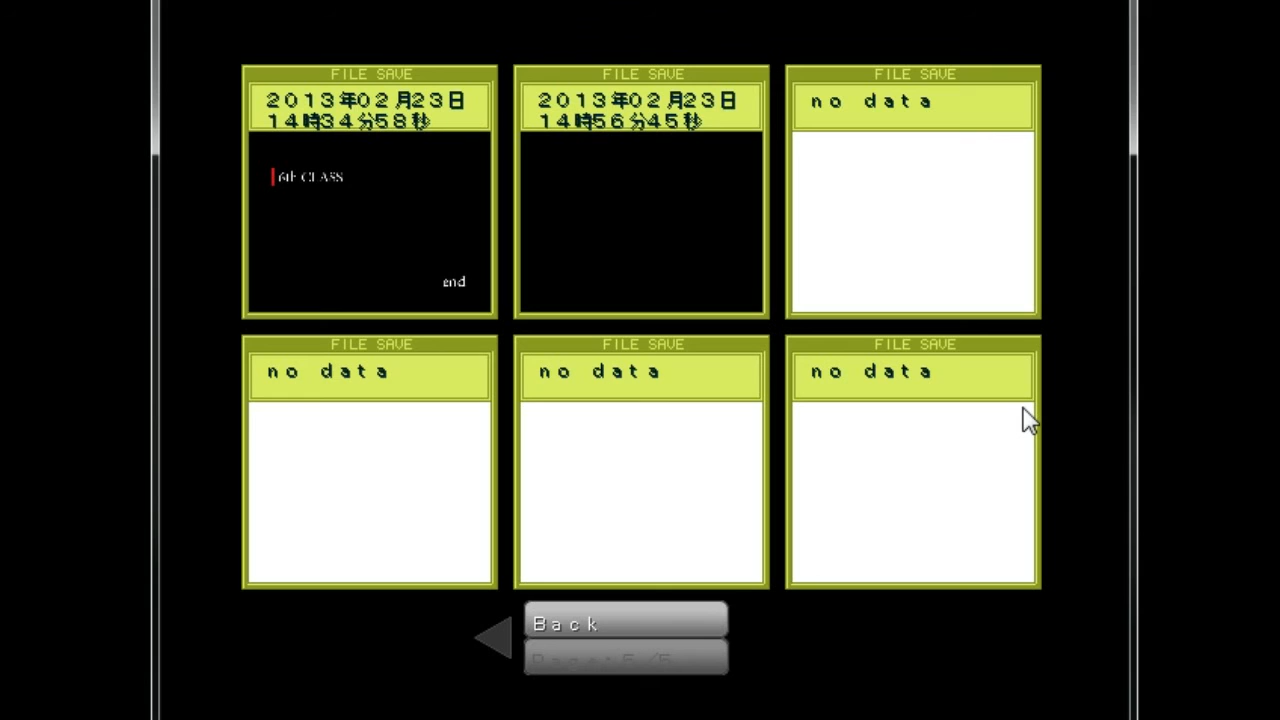 FILE SAVE
2013年02月23日
14時34分58秒
6th CLASS
end
FILE SAVE
2013年02月23日
14時56分45秒
FILE SAVE
no data
FILE SAVE
no data
FILE SAVE
no data
FILE SAVE
no data
Back
Page:5/5